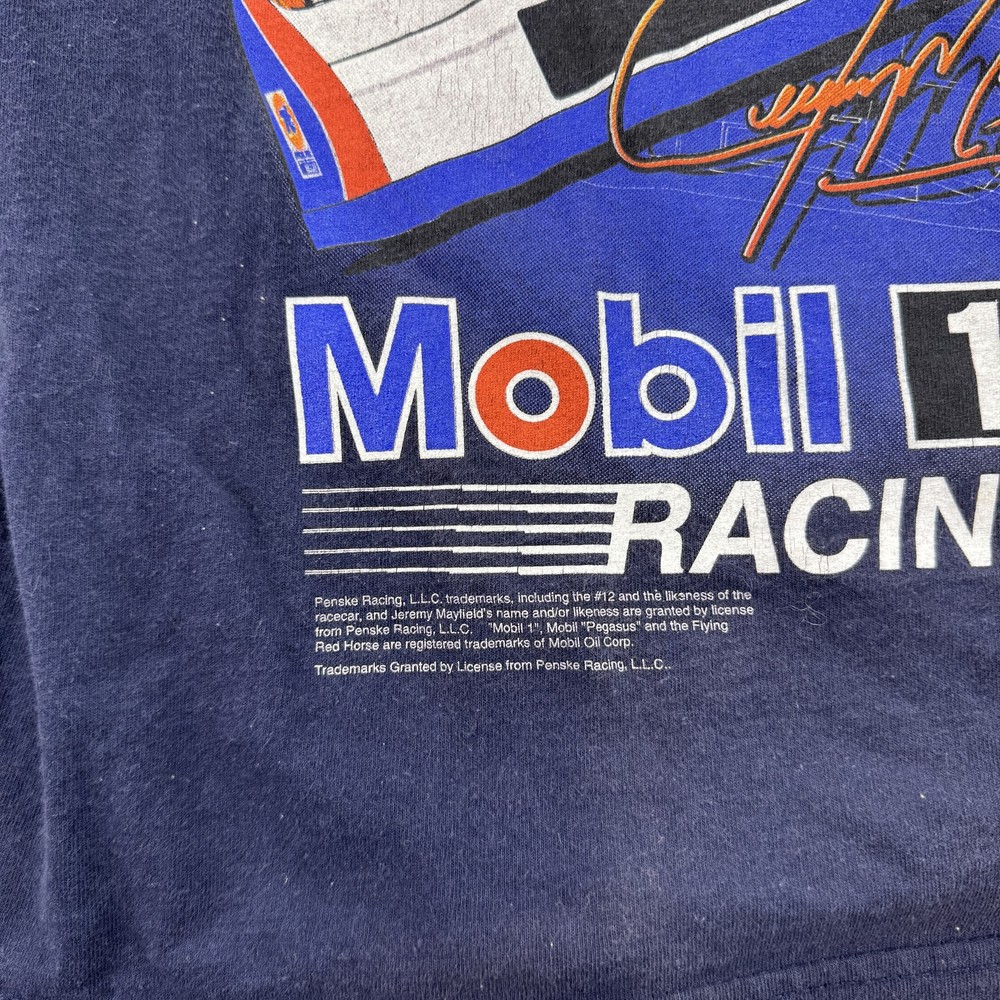 Mobil 1
RACIN
Penske Racing, L.L.C. trademarks, including the #12 and the likeness of the
racecar, and Jeremy Mayfield's name and/or likeness are granted by license
from Penske Racing, L.L.C. "Mobil 1", Mobil "Pegasus" and the Flying
Red Horse are registered trademarks of Mobil Oil Corp.
Trademarks Granted by License from Penske Racing, L.L.C..